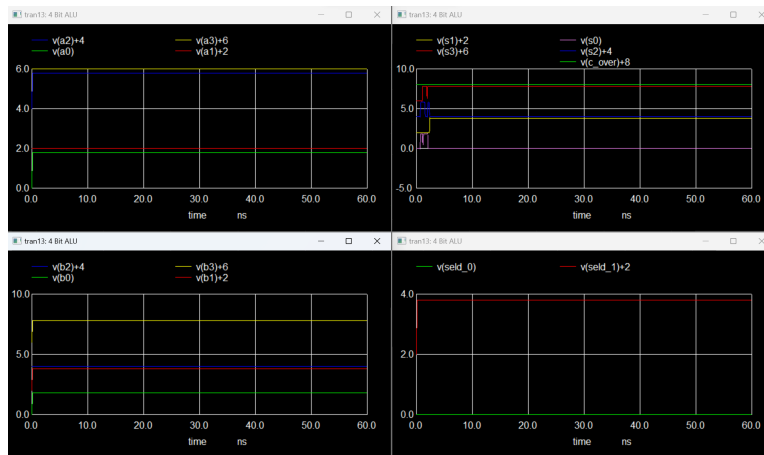 tran13: 4 Bit ALU
v(a2)+4 v(a3)+6
v(a0) v(a1)+2
6.0
4.0
2.0
0.0
0.0 10.0 20.0 30.0 40.0 50.0 60.0
time ns
tran13: 4 Bit ALU
v(s1)+2 v(s0)
v(s3)+6 v(s2)+4
v(c_over)+8
10.0
5.0
0.0
-5.0
0.0 10.0 20.0 30.0 40.0 50.0 60.0
time ns
tran13: 4 Bit ALU
v(b2)+4 v(b3)+6
v(b0) v(b1)+2
10.0
5.0
0.0
0.0 10.0 20.0 30.0 40.0 50.0 60.0
time ns
tran13: 4 Bit ALU
v(seld_0) v(seld_1)+2
4.0
2.0
0.0
0.0 10.0 20.0 30.0 40.0 50.0 60.0
time ns